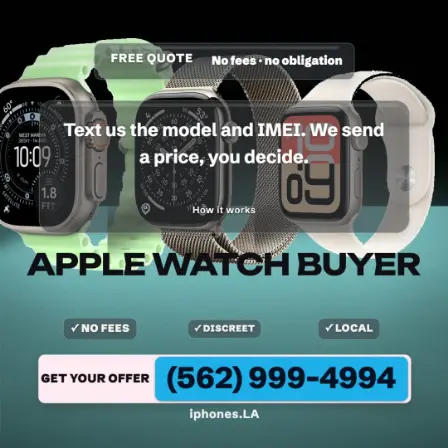 FREE QUOTE No fees · no obligation
Text us the model and IMEI. We send
a price, you decide.
How it works
APPLE WATCH BUYER
✓ NO FEES ✓ DISCREET ✓ LOCAL
GET YOUR OFFER (562) 999-4994
iphones.LA